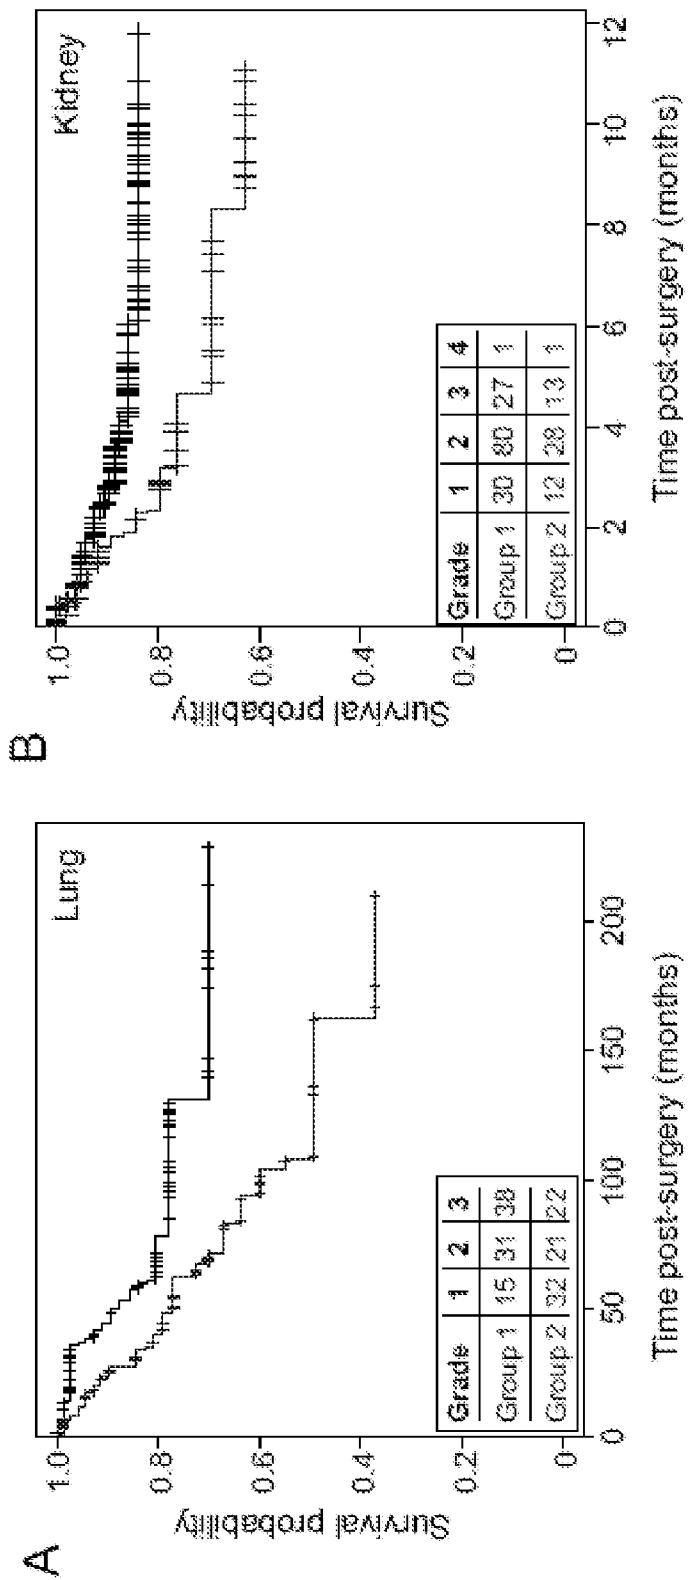 A
Lung
Survival probability
1.0
0.8
0.6
0.4
0.2
0
Grade 1 2 3
Group 1 15 31 38
Group 2 32 21 22
0 50 100 150 200
Time post-surgery (months)
B
Kidney
Survival probability
1.0
0.8
0.6
0.4
0.2
0
Grade 1 2 3 4
Group 1 30 80 27 1
Group 2 12 28 13 1
0 2 4 6 8 10 12
Time post-surgery (months)